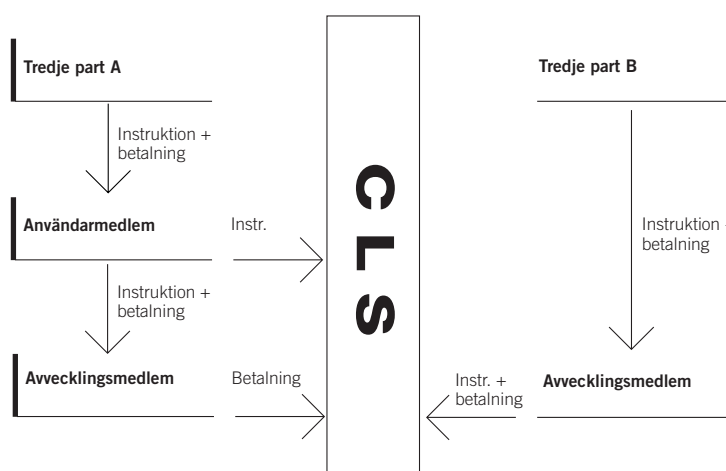 Tredje part A
Instruktion +
betalning
Användarmedlem
Instr.
Instruktion +
betalning
Avvecklingsmedlem
Betalning
CLS
Tredje part B
Instruktion
betalning
Instr. +
betalning
Avvecklingsmedlem